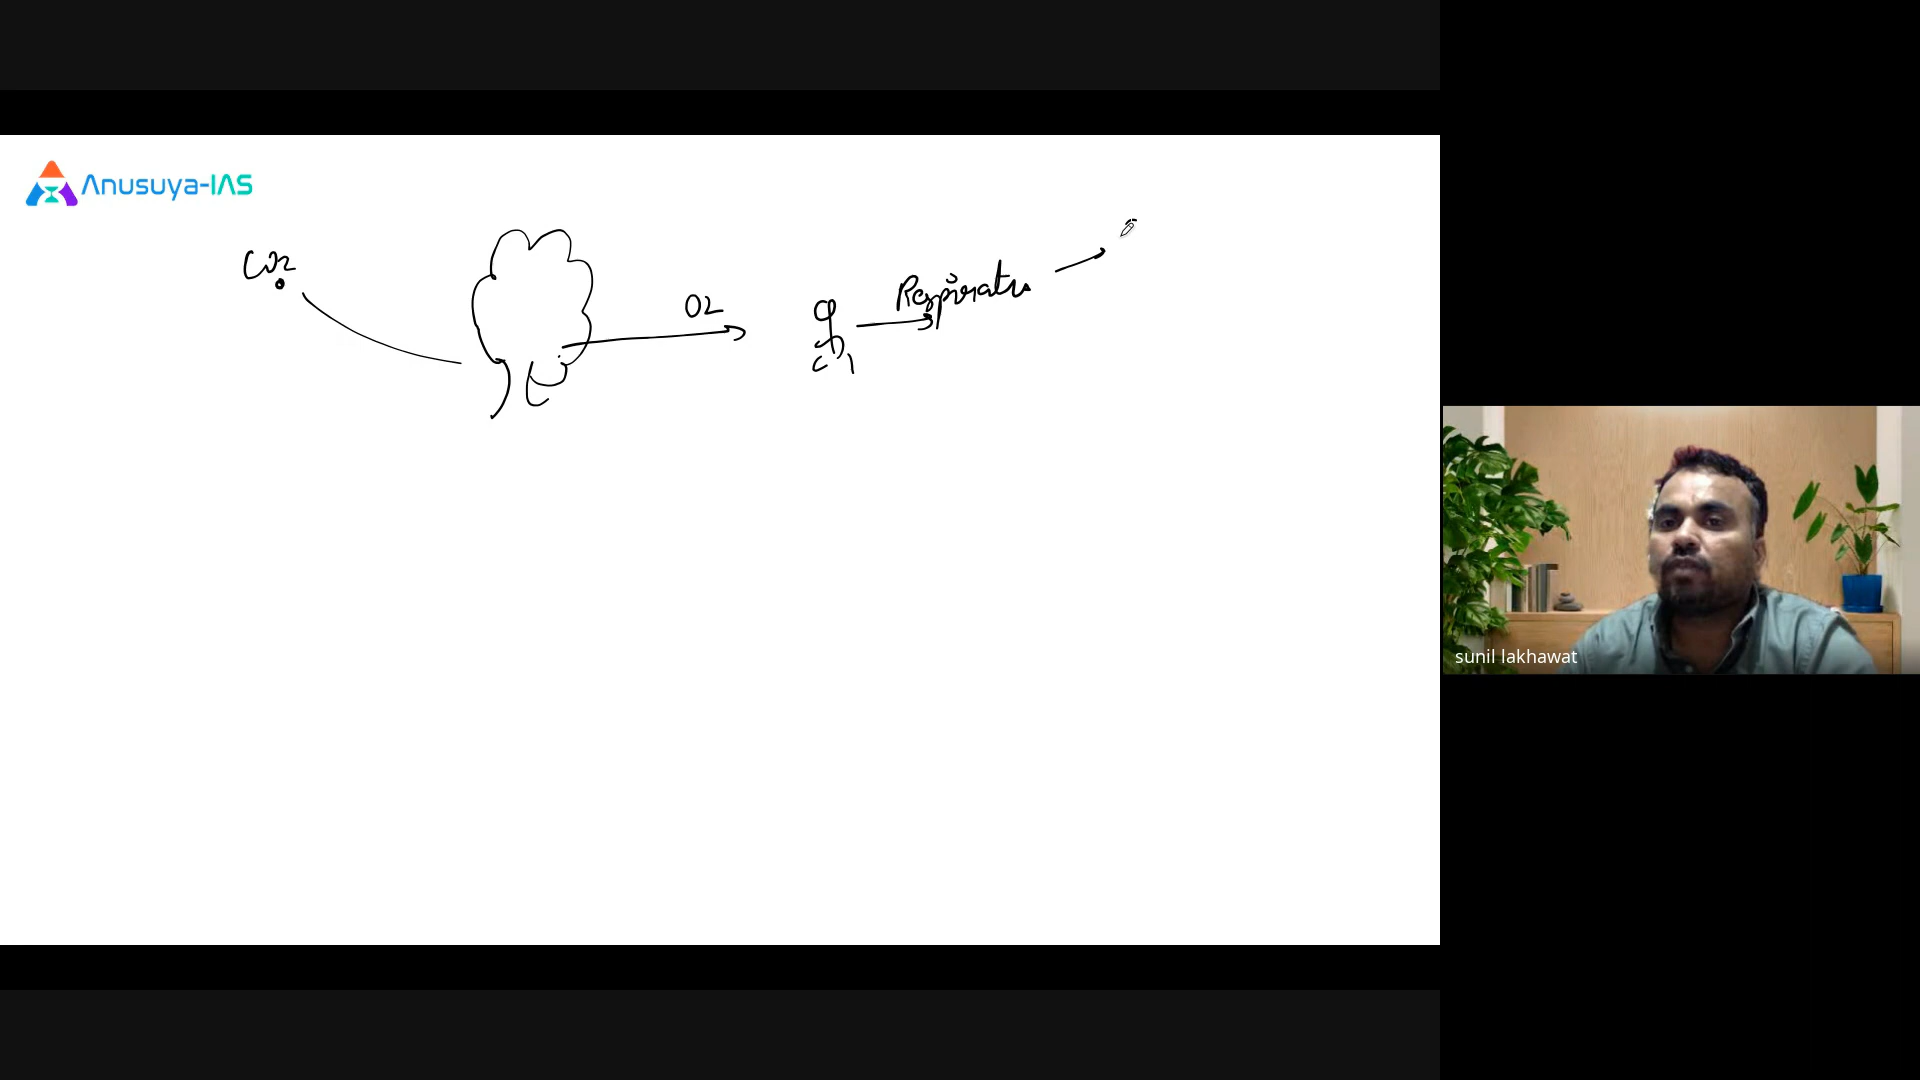 Anusuya-IAS
CO2
O2
Respiratn
sunil lakhawat